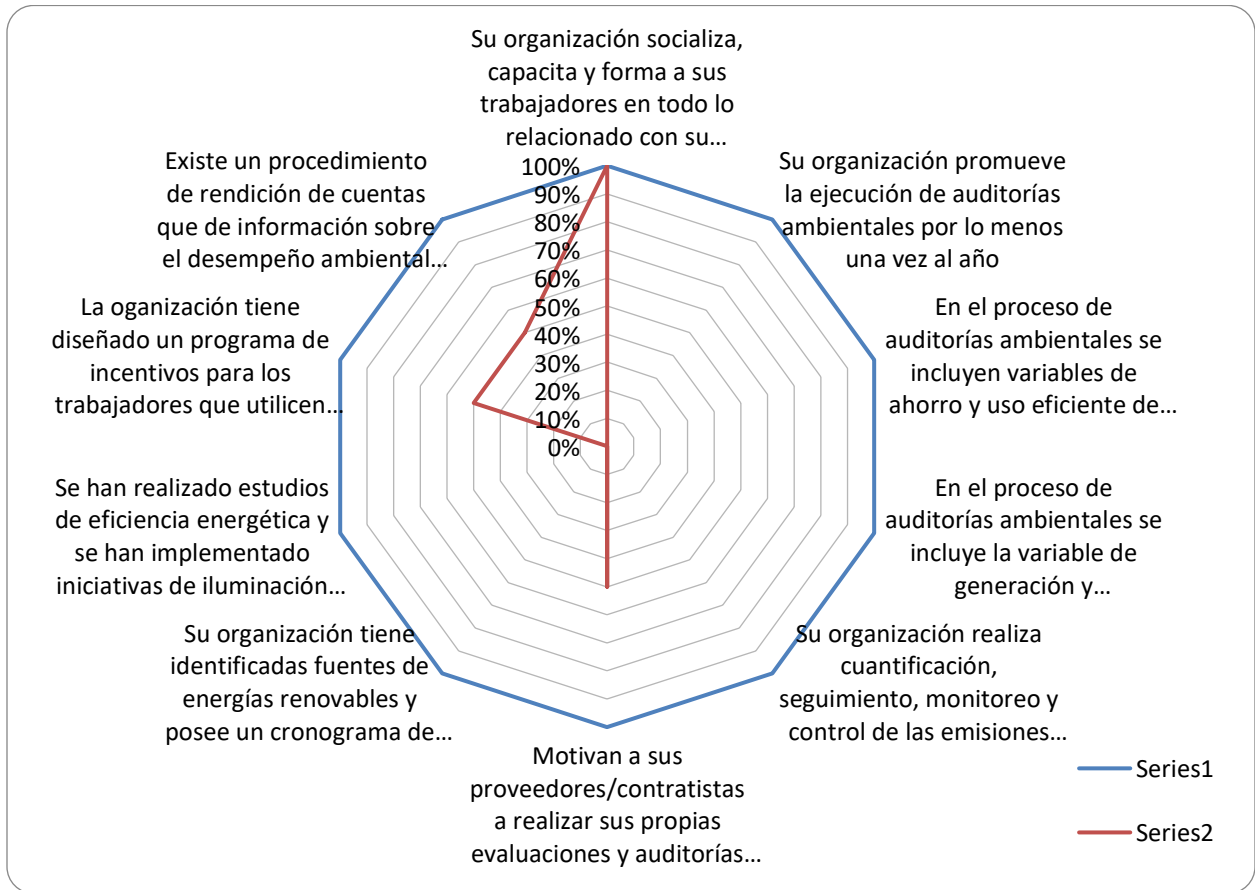 Su organización socializa,
capacita y forma a sus
trabajadores en todo lo
relacionado con su...
Su organización promueve
la ejecución de auditorías
ambientales por lo menos
una vez al año
En el proceso de
auditorías ambientales se
incluyen variables de
ahorro y uso eficiente de...
En el proceso de
auditorías ambientales se
incluye la variable de
generación y...
Su organización realiza
cuantificación,
seguimiento, monitoreo y
control de las emisiones...
Motivan a sus
proveedores/contratistas
a realizar sus propias
evaluaciones y auditorías...
Su organización tiene
identificadas fuentes de
energías renovables y
posee un cronograma de...
Se han realizado estudios
de eficiencia energética y
se han implementado
iniciativas de iluminación...
La oganización tiene
diseñado un programa de
incentivos para los
trabajadores que utilicen...
Existe un procedimiento
de rendición de cuentas
que de información sobre
el desempeño ambiental...
100%
90%
80%
70%
60%
50%
40%
30%
20%
10%
0%
Series1
Series2